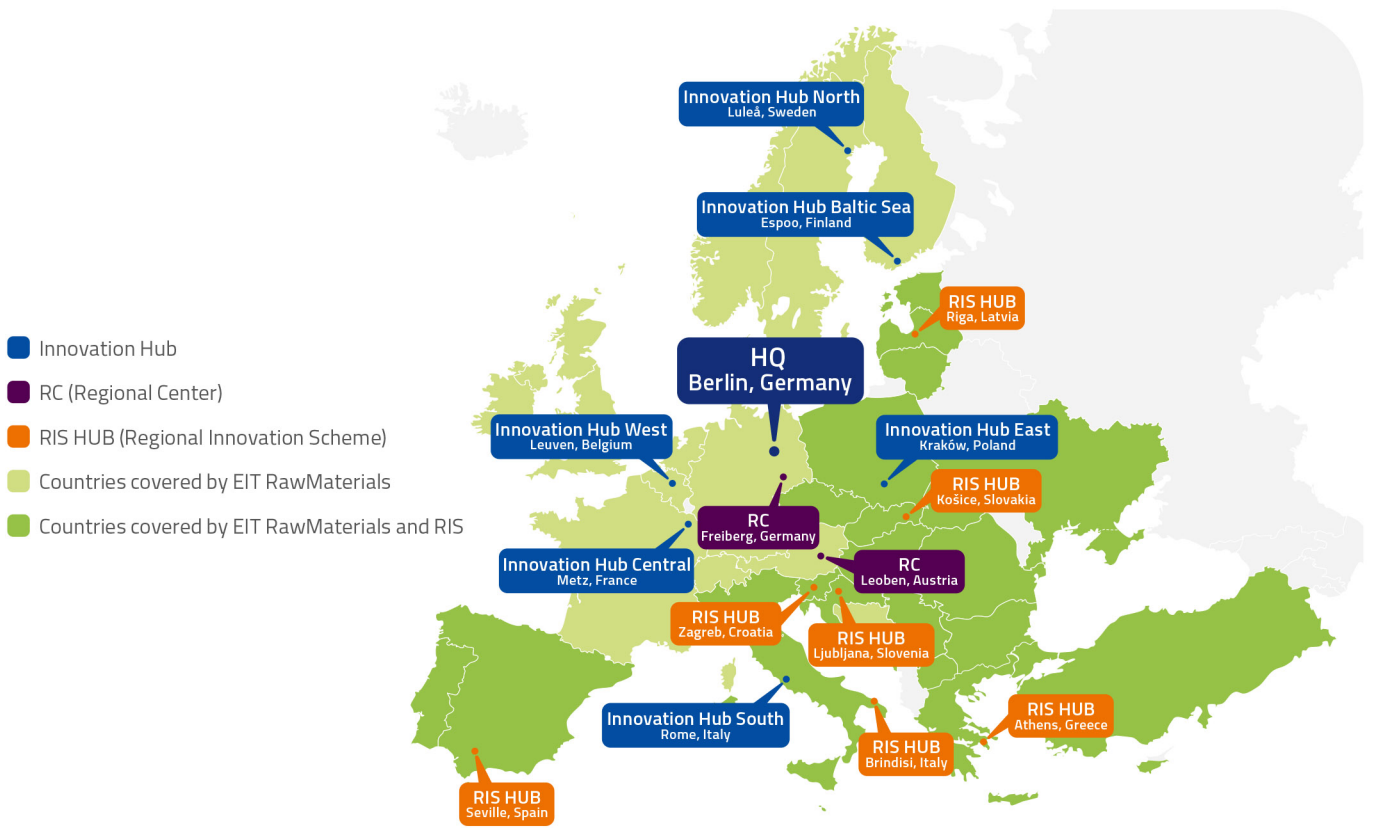 Innovation Hub North
Luleå, Sweden
Innovation Hub Baltic Sea
Espoo, Finland
RIS HUB
Riga, Latvia
HQ
Berlin, Germany
Innovation Hub
RC (Regional Center)
RIS HUB (Regional Innovation Scheme)
Countries covered by EIT RawMaterials
Countries covered by EIT RawMaterials and RIS
Innovation Hub West
Leuven, Belgium
Innovation Hub East
Kraków, Poland
RIS HUB
Košice, Slovakia
RC
Freiberg, Germany
Innovation Hub Central
Metz, France
RC
Leoben, Austria
RIS HUB
Zagreb, Croatia
RIS HUB
Ljubljana, Slovenia
Innovation Hub South
Rome, Italy
RIS HUB
Athens, Greece
RIS HUB
Brindisi, Italy
RIS HUB
Seville, Spain